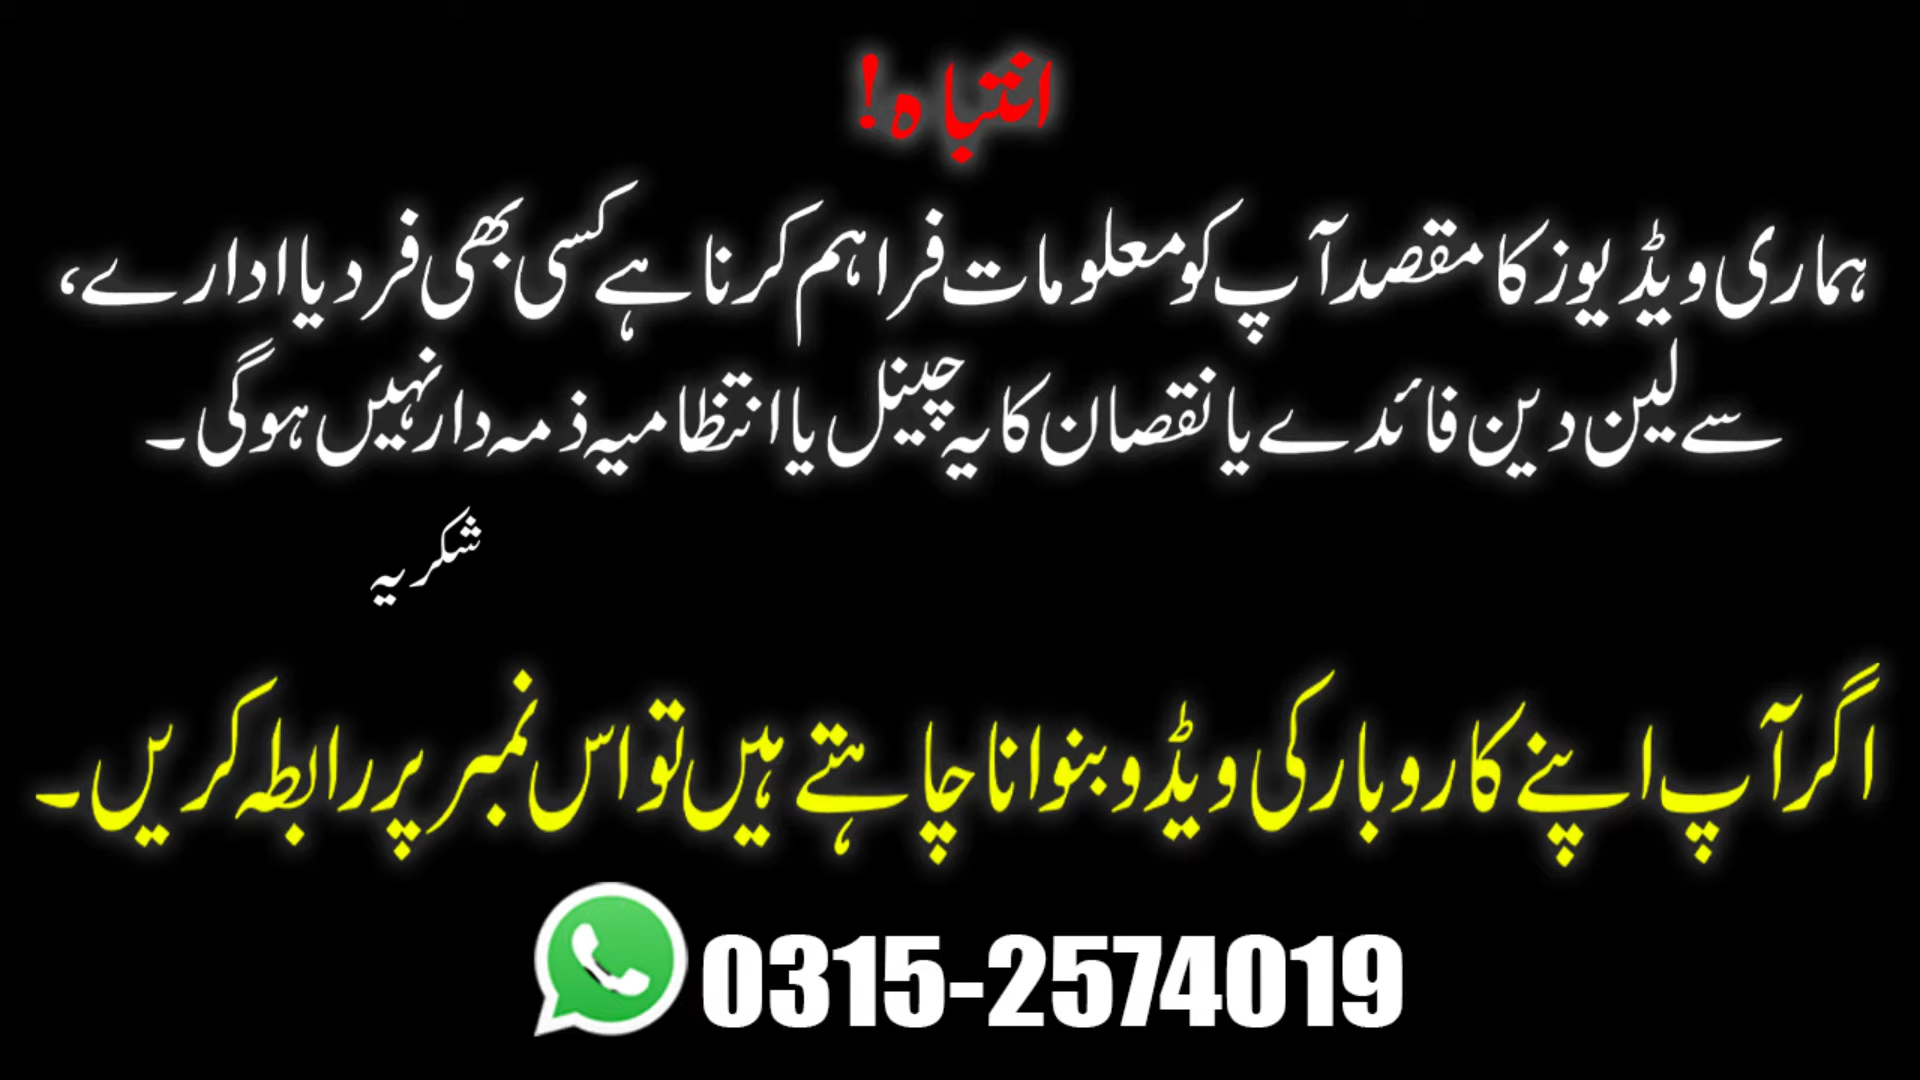 انتباہ!
ہماری ویڈیوز کا مقصد آپ کو معلومات فراہم کرنا ہے کسی بھی فرد یا ادارے،
سے لین دین فائدے یا نقصان کا یہ چینل یا انتظامیہ ذمہ دار نہیں ہوگی۔
شکریہ
اگر آپ اپنے کاروبار کی ویڈو بنوانا چاہتے ہیں تو اس نمبر پر رابطہ کریں۔
0315-2574019